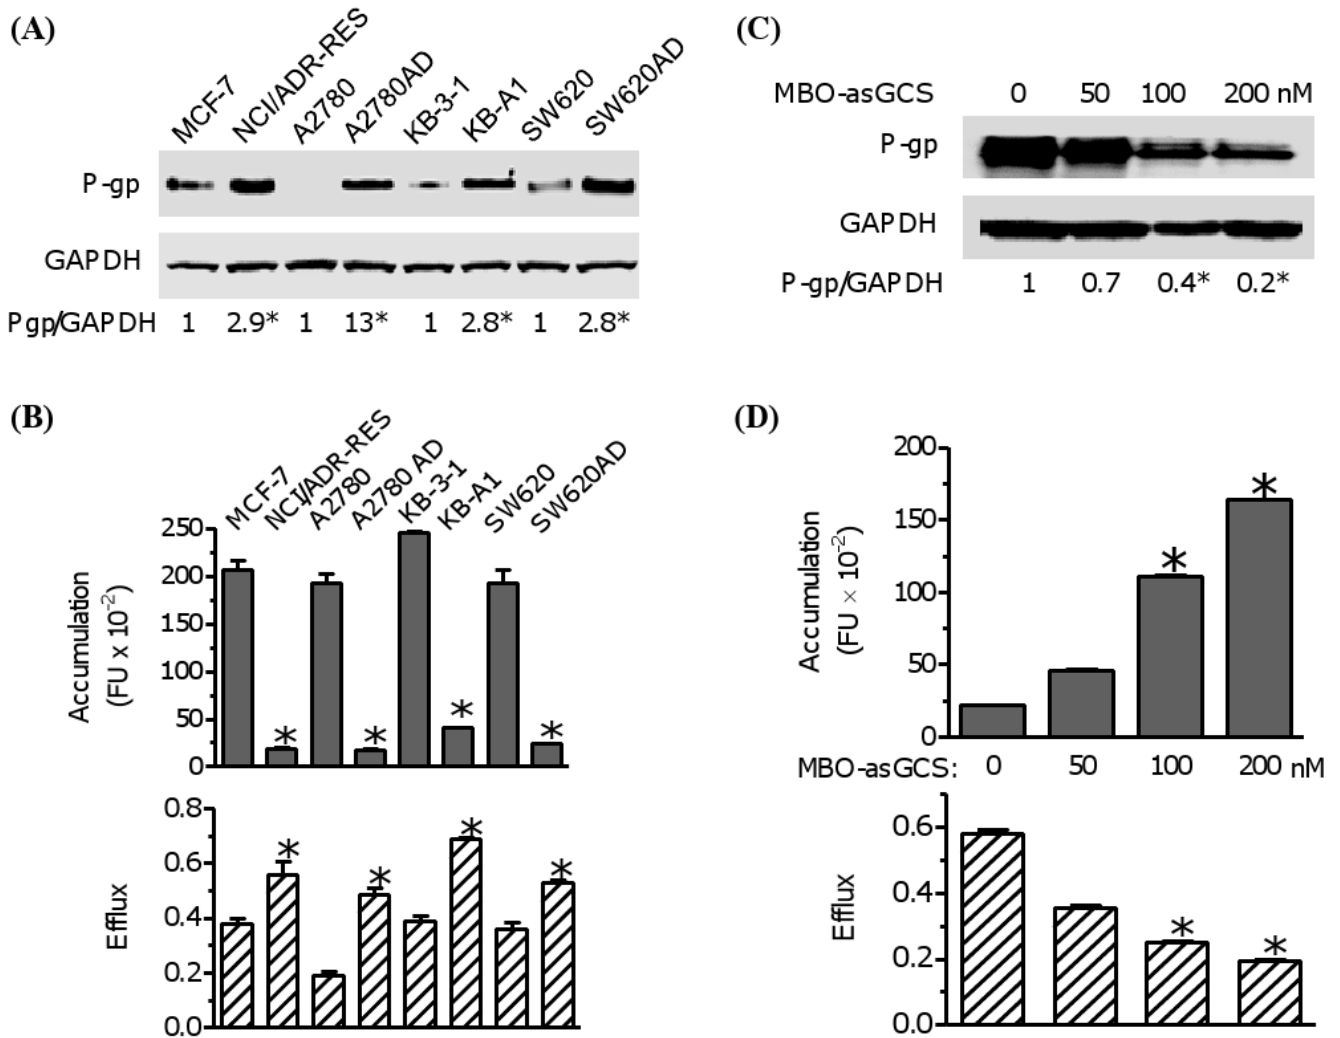 (A)
MCF-7 NCI/ADR-RES A2780 A2780AD KB-3-1 KB-A1 SW620 SW620AD
P-gp
GAPDH
Pgp/GAPDH 1 2.9* 1 13* 1 2.8* 1 2.8*
(B)
MCF-7 NCI/ADR-RES A2780 A2780 AD KB-3-1 KB-A1 SW620 SW620AD
Accumulation
(FU x 10⁻²)
250
200
150
100
50
0
* * * *
Efflux
0.8
0.6
0.4
0.2
0.0
* * * *
(C)
MBO-asGCS 0 50 100 200 nM
P-gp
GAPDH
P-gp/GAPDH 1 0.7 0.4* 0.2*
(D)
Accumulation
(FU × 10⁻²)
200
150
100
50
0
* *
MBO-asGCS: 0 50 100 200 nM
Efflux
0.6
0.4
0.2
0.0
* *